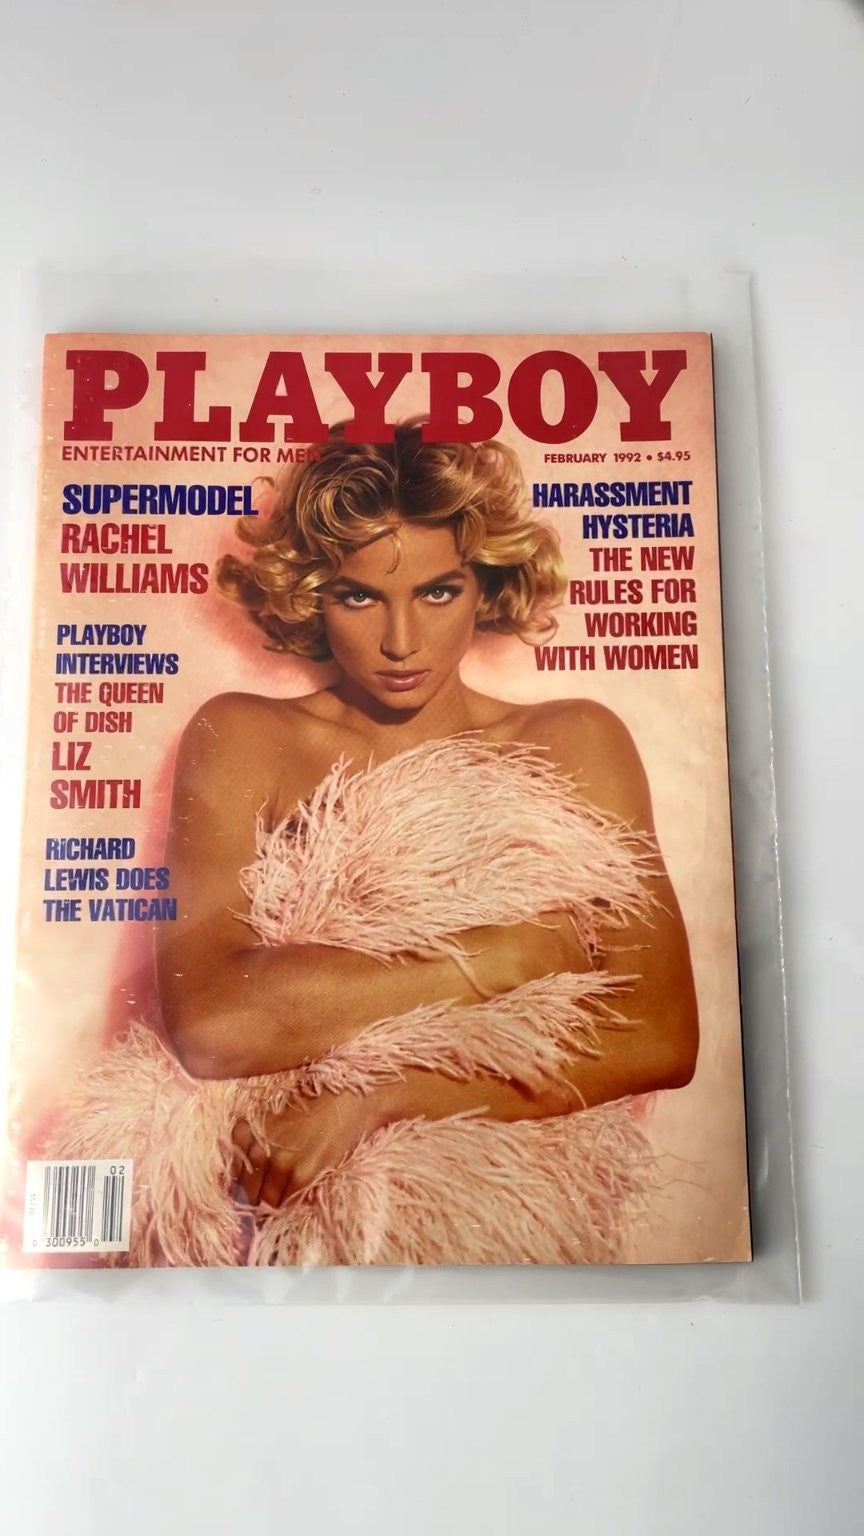 PLAYBOY
ENTERTAINMENT FOR MEN
FEBRUARY 1992 • $4.95
SUPERMODEL
RACHEL
WILLIAMS
PLAYBOY
INTERVIEWS
THE QUEEN
OF DISH
LIZ
SMITH
RICHARD
LEWIS DOES
THE VATICAN
HARASSMENT
HYSTERIA
THE NEW
RULES FOR
WORKING
WITH WOMEN
02
0 300955 0